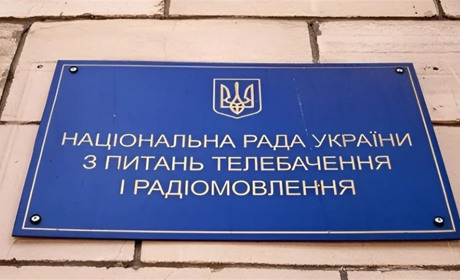 НАЦІОНАЛЬНА РАДА УКРАЇНИ
З ПИТАНЬ ТЕЛЕБАЧЕННЯ
І РАДІОМОВЛЕННЯ